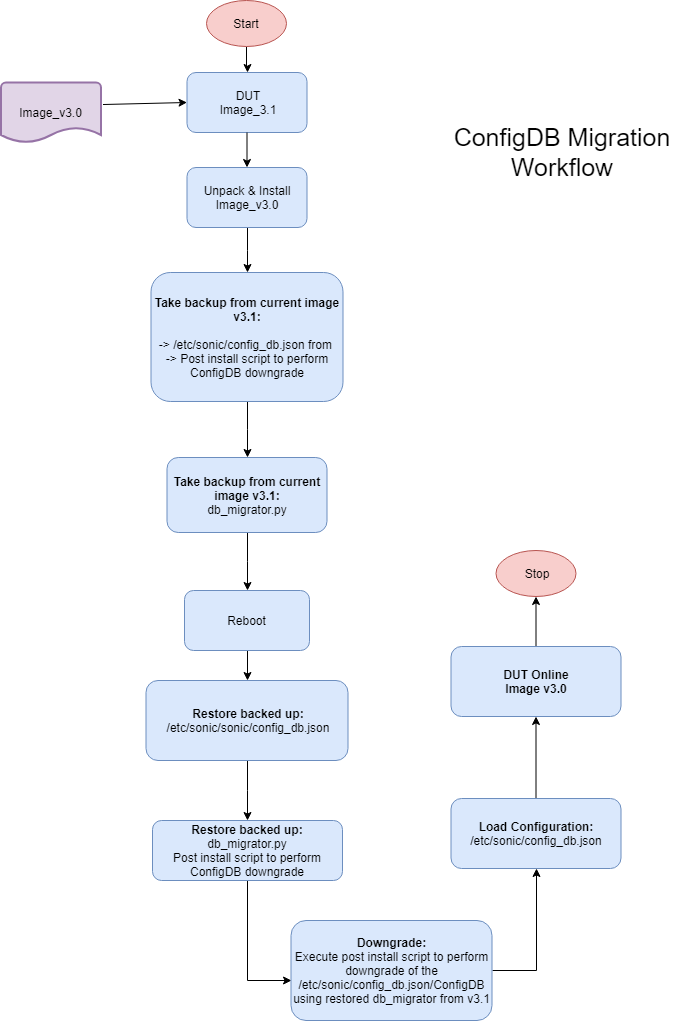 Start
ConfigDB Migration
Workflow
Image_v3.0
DUT
Image_3.1
Unpack & Install
Image_v3.0
Take backup from current image
v3.1:
-> /etc/sonic/config_db.json from
-> Post install script to perform
ConfigDB downgrade
Take backup from current
image v3.1:
db_migrator.py
Reboot
Restore backed up:
/etc/sonic/sonic/config_db.json
Restore backed up:
db_migrator.py
Post install script to perform
ConfigDB downgrade
Downgrade:
Execute post install script to perform
downgrade of the
/etc/sonic/config_db.json/ConfigDB
using restored db_migrator from v3.1
Load Configuration:
/etc/sonic/config_db.json
DUT Online
Image v3.0
Stop